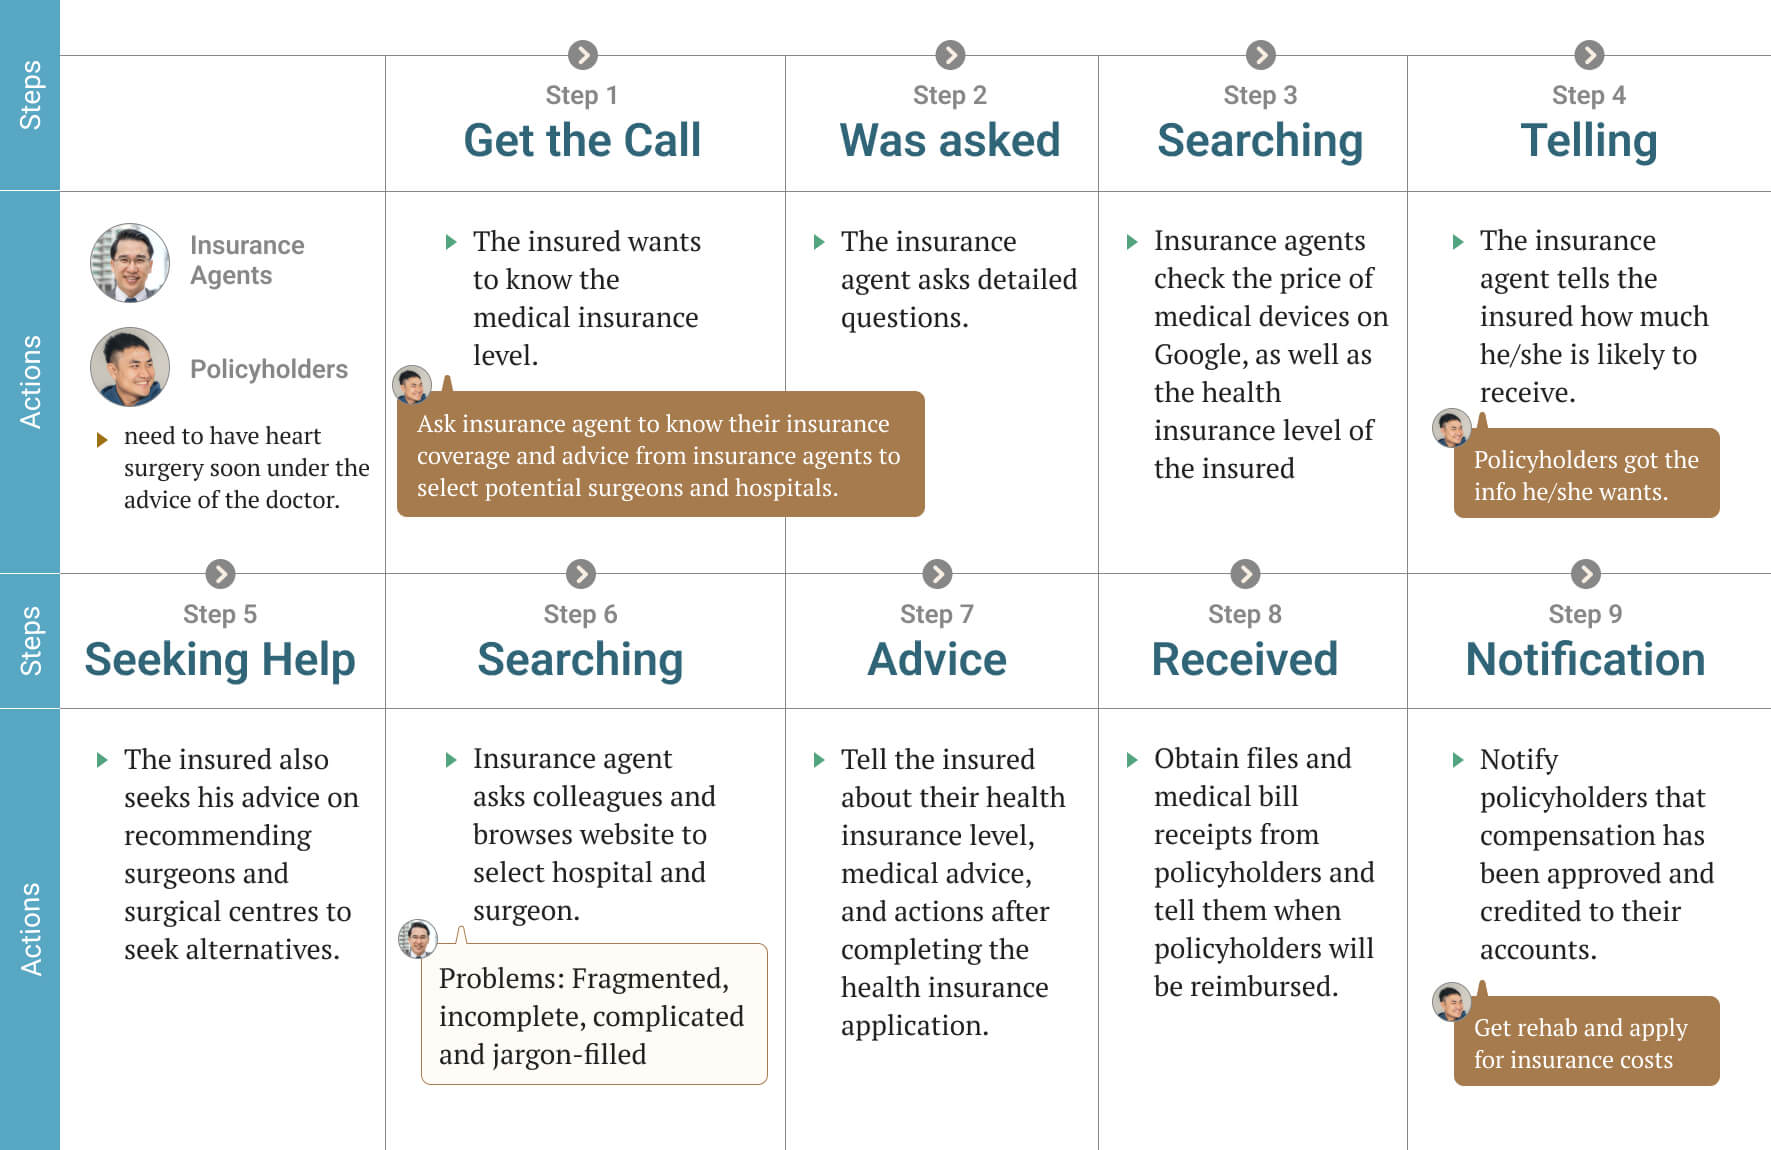 Steps
Step 1
Get the Call
Step 2
Was asked
Step 3
Searching
Step 4
Telling
Actions
Insurance
Agents
Policyholders
need to have heart
surgery soon under the
advice of the doctor.
The insured wants
to know the
medical insurance
level.
Ask insurance agent to know their insurance
coverage and advice from insurance agents to
select potential surgeons and hospitals.
The insurance
agent asks detailed
questions.
Insurance agents
check the price of
medical devices on
Google, as well as
the health
insurance level of
the insured
The insurance
agent tells the
insured how much
he/she is likely to
receive.
Policyholders got the
info he/she wants.
Steps
Step 5
Seeking Help
Step 6
Searching
Step 7
Advice
Step 8
Received
Step 9
Notification
Actions
The insured also
seeks his advice on
recommending
surgeons and
surgical centres to
seek alternatives.
Insurance agent
asks colleagues and
browses website to
select hospital and
surgeon.
Problems: Fragmented,
incomplete, complicated
and jargon-filled
Tell the insured
about their health
insurance level,
medical advice,
and actions after
completing the
health insurance
application.
Obtain files and
medical bill
receipts from
policyholders and
tell them when
policyholders will
be reimbursed.
Notify
policyholders that
compensation has
been approved and
credited to their
accounts.
Get rehab and apply
for insurance costs